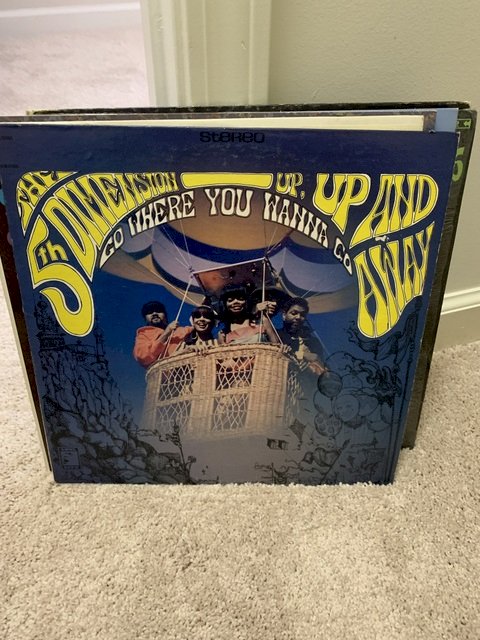 Stereo
THE
5th DIMENSION
UP, UP AND
AWAY
GO WHERE YOU WANNA GO